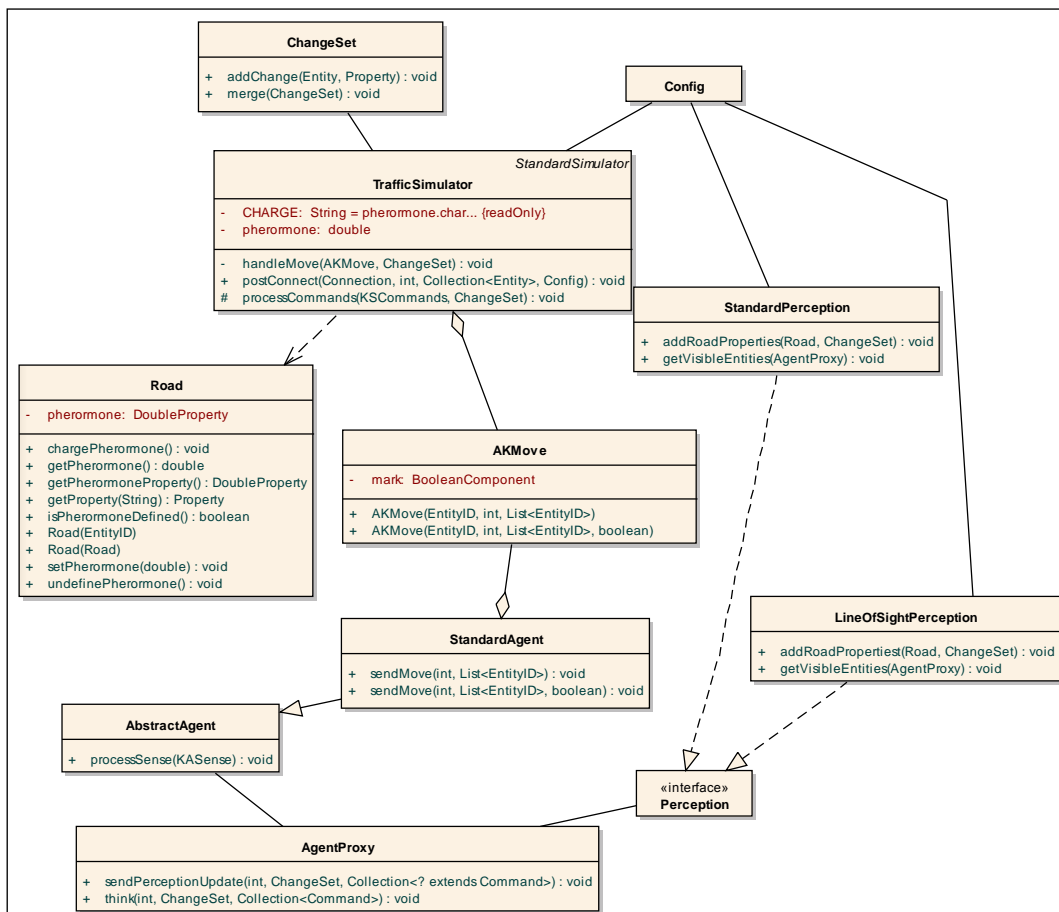 ChangeSet
+ addChange(Entity, Property) : void
+ merge(ChangeSet) : void
Config
StandardSimulator
TrafficSimulator
- CHARGE: String = pherormone.char... {readOnly}
- pherormone: double
- handleMove(AKMove, ChangeSet) : void
+ postConnect(Connection, int, Collection<Entity>, Config) : void
# processCommands(KSCommands, ChangeSet) : void
StandardPerception
+ addRoadProperties(Road, ChangeSet) : void
+ getVisibleEntities(AgentProxy) : void
Road
- pherormone: DoubleProperty
+ chargePherormone() : void
+ getPherormone() : double
+ getPherormoneProperty() : DoubleProperty
+ getProperty(String) : Property
+ isPherormoneDefined() : boolean
+ Road(EntityID)
+ Road(Road)
+ setPherormone(double) : void
+ undefinePherormone() : void
AKMove
- mark: BooleanComponent
+ AKMove(EntityID, int, List<EntityID>)
+ AKMove(EntityID, int, List<EntityID>, boolean)
LineOfSightPerception
+ addRoadPropertiest(Road, ChangeSet) : void
+ getVisibleEntities(AgentProxy) : void
StandardAgent
+ sendMove(int, List<EntityID>) : void
+ sendMove(int, List<EntityID>, boolean) : void
AbstractAgent
+ processSense(KASense) : void
«interface»
Perception
AgentProxy
+ sendPerceptionUpdate(int, ChangeSet, Collection<? extends Command>) : void
+ think(int, ChangeSet, Collection<Command>) : void